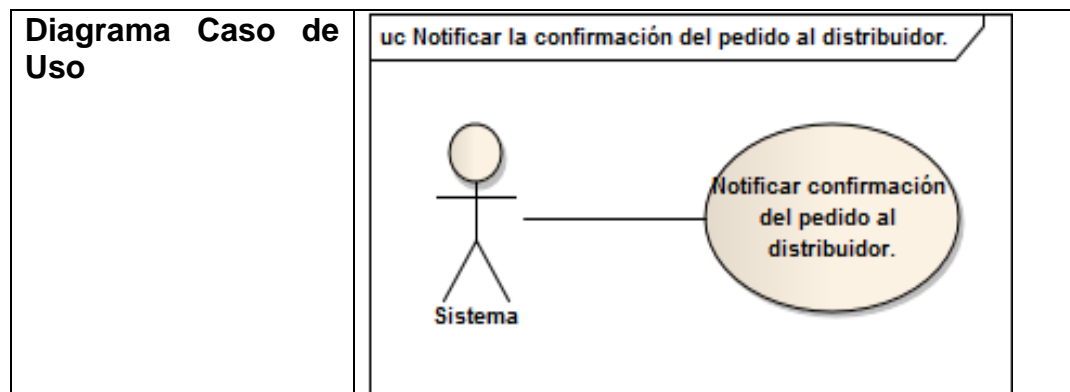 Diagrama Caso de
Uso
uc Notificar la confirmación del pedido al distribuidor.
Notificar confirmación
del pedido al
distribuidor.
Sistema